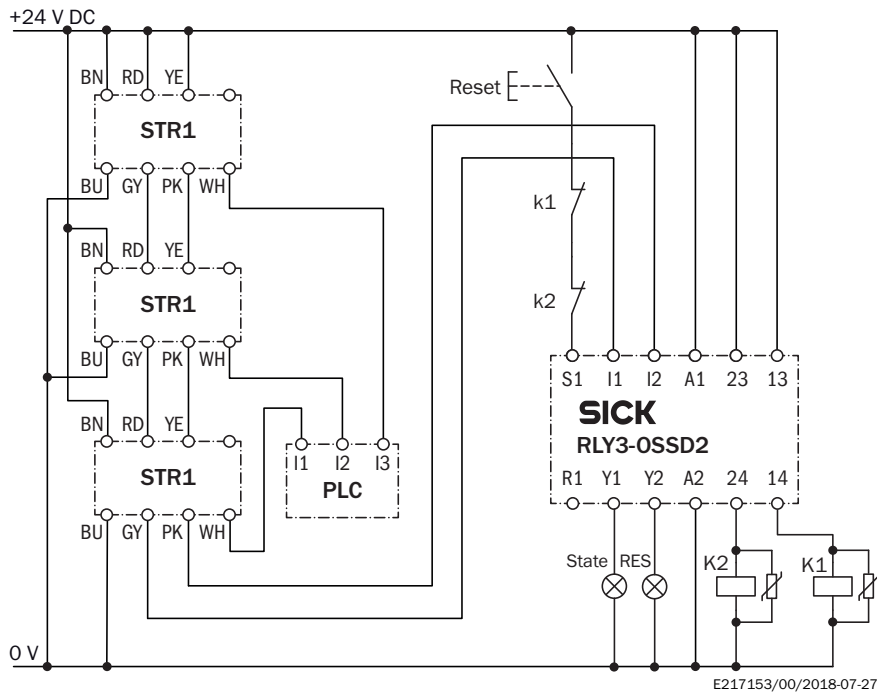 +24 V DC
BN RD YE
STR1
BU GY PK WH
BN RD YE
STR1
BU GY PK WH
BN RD YE
STR1
BU GY PK WH
I1 I2 I3
PLC
Reset
k1
k2
S1 I1 I2 A1 23 13
SICK
RLY3-OSSD2
R1 Y1 Y2 A2 24 14
State RES K2 K1
0 V
E217153/00/2018-07-27